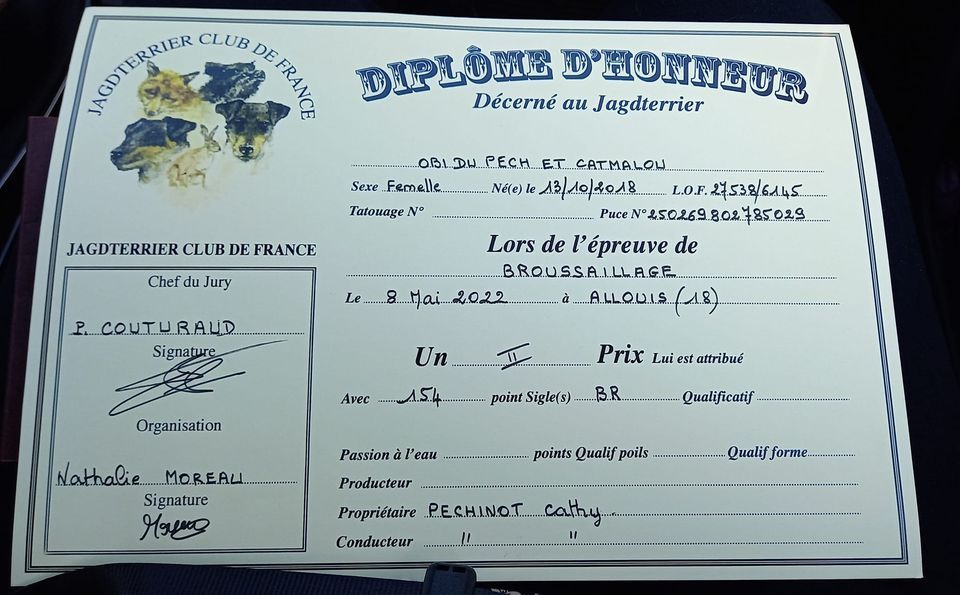 JAGDTERRIER CLUB DE FRANCE
DIPLÔME D'HONNEUR
Décerné au Jagdterrier
OBI DU PECH ET CATMALOU
Sexe Femelle Né(e) le 13/10/2018 L.O.F. 27538/6145
Tatouage N° Puce N° 250269802785029
Lors de l'épreuve de
BROUSSAILLAGE
Le 8 Mai 2022 à ALLOUIS (18)
Un II Prix Lui est attribué
Avec 154 point Sigle(s) BR Qualificatif
Passion à l'eau points Qualif poils Qualif forme
Producteur
Propriétaire PECHINOT Cathy.
Conducteur " "
JAGDTERRIER CLUB DE FRANCE
Chef du Jury
P. COUTURAUD
Signature
Organisation
Nathalie MOREAU
Signature